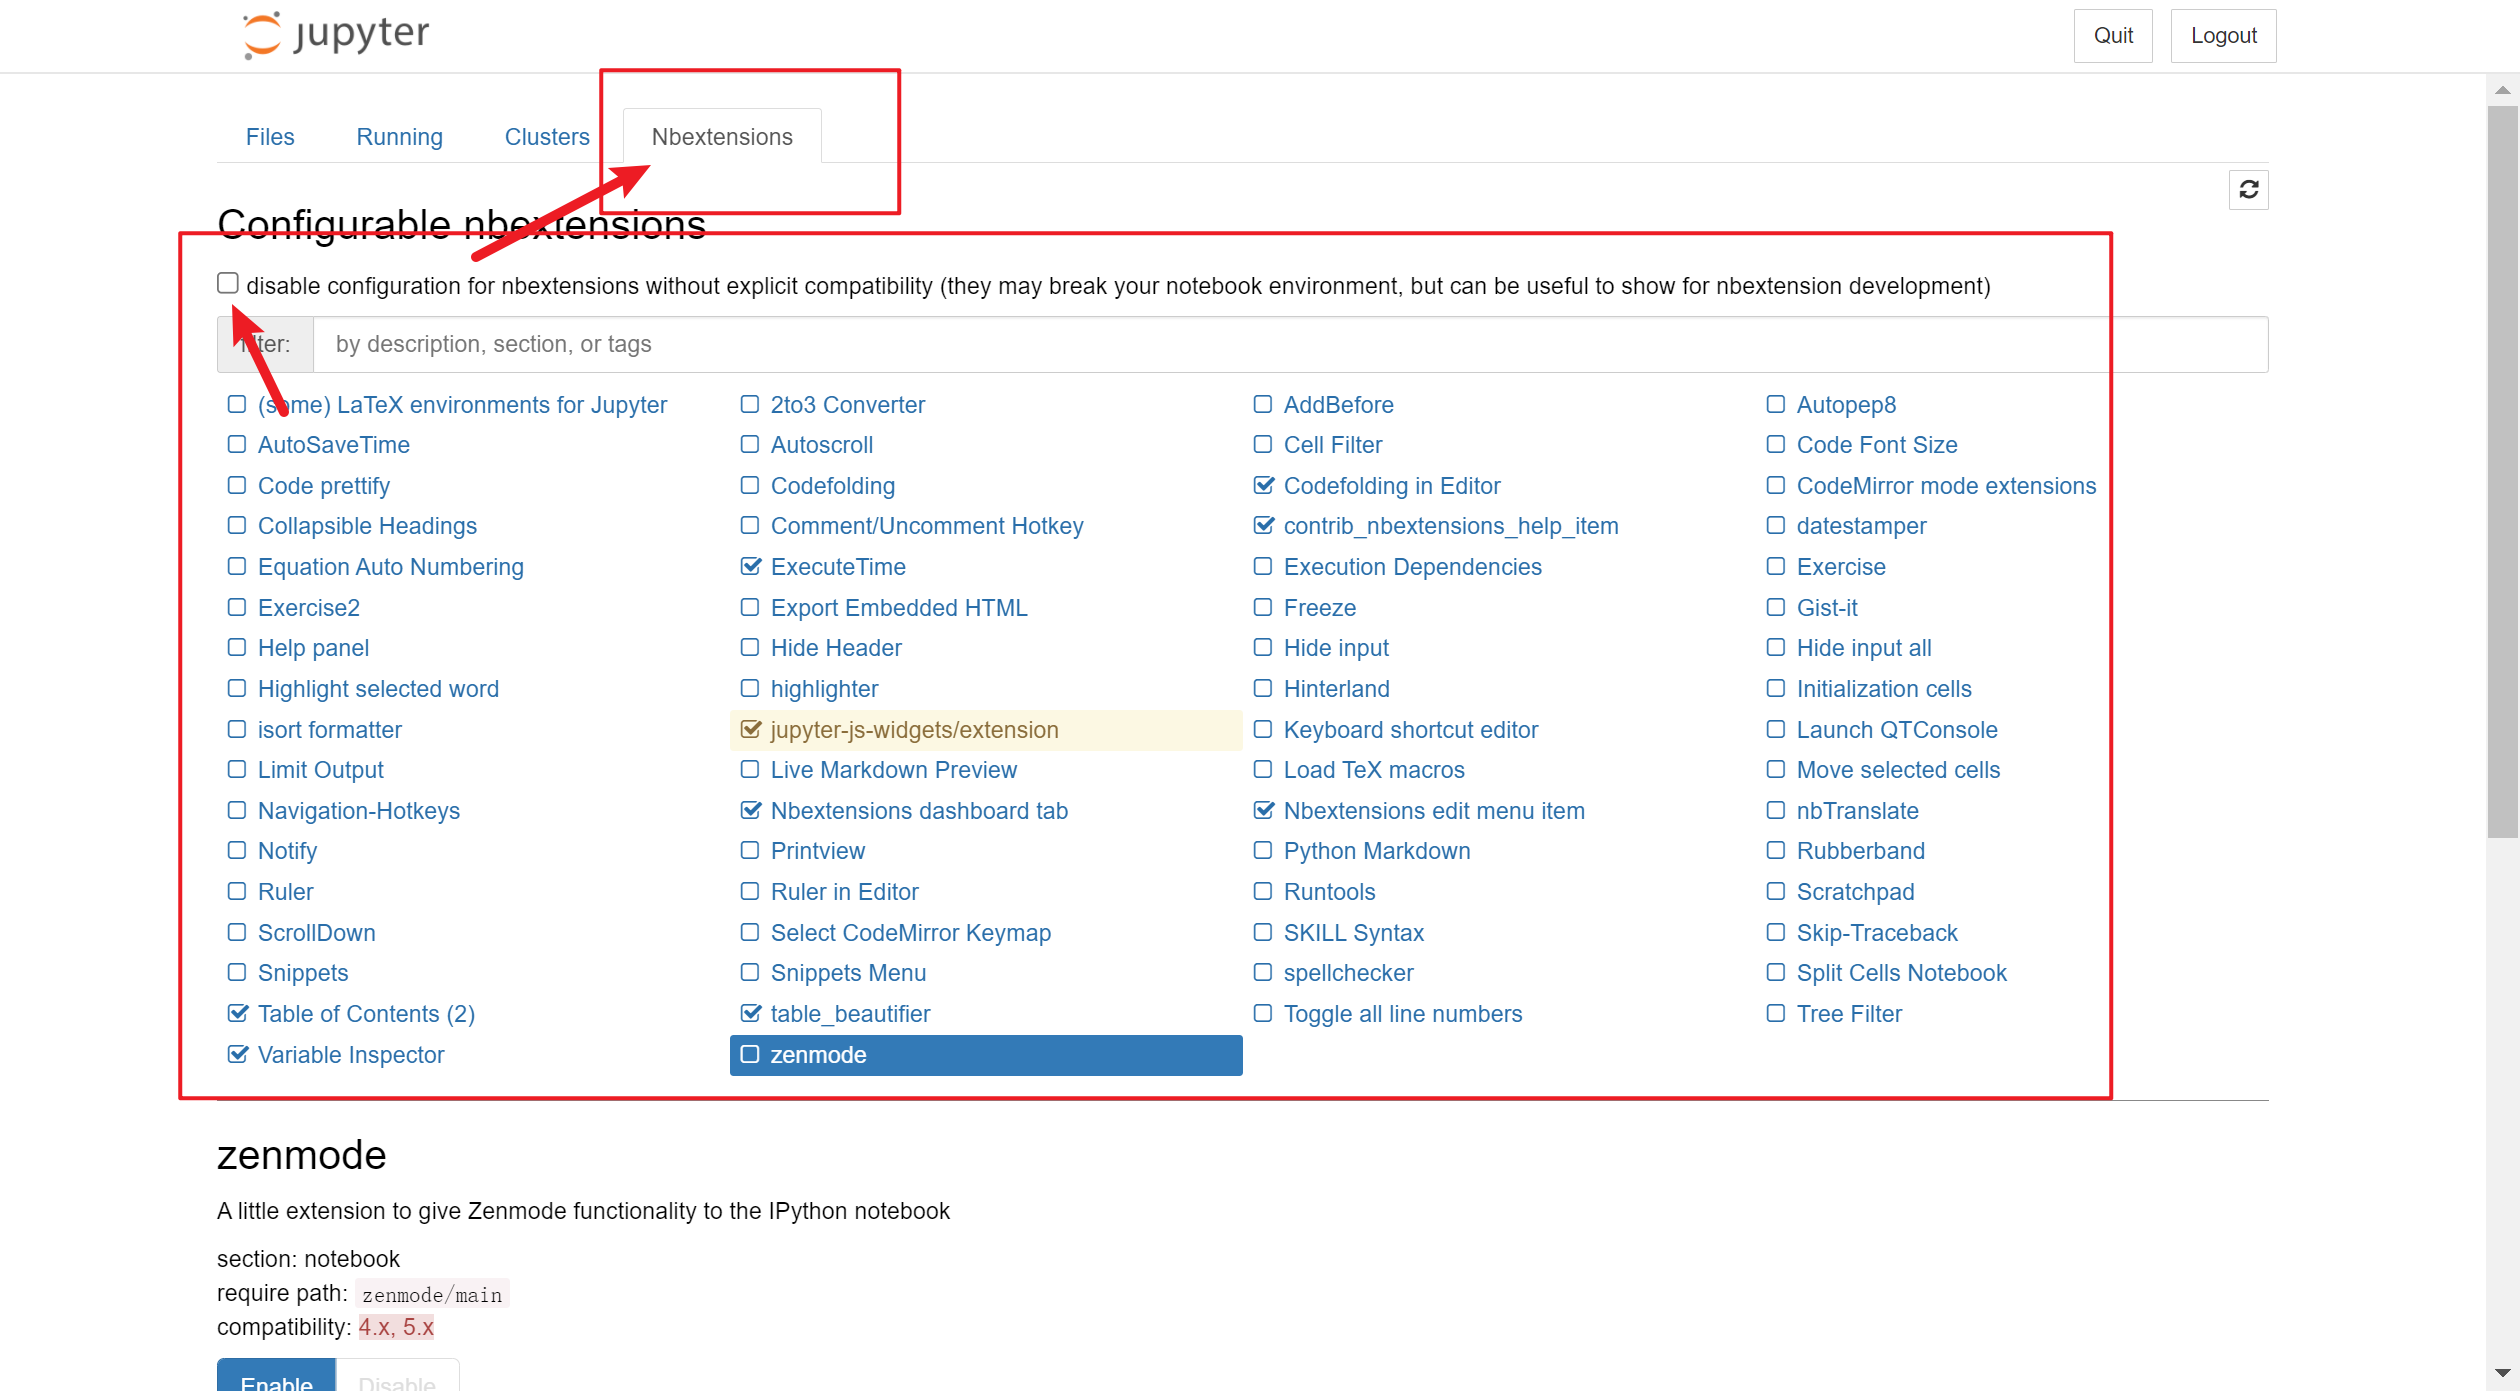 jupyter
Quit Logout
Files Running Clusters Nbextensions
Configurable nbextensions
disable configuration for nbextensions without explicit compatibility (they may break your notebook environment, but can be useful to show for nbextension development)
filter: by description, section, or tags
(some) LaTeX environments for Jupyter 2to3 Converter AddBefore Autopep8
AutoSaveTime Autoscroll Cell Filter Code Font Size
Code prettify Codefolding Codefolding in Editor CodeMirror mode extensions
Collapsible Headings Comment/Uncomment Hotkey contrib_nbextensions_help_item datestamper
Equation Auto Numbering ExecuteTime Execution Dependencies Exercise
Exercise2 Export Embedded HTML Freeze Gist-it
Help panel Hide Header Hide input Hide input all
Highlight selected word highlighter Hinterland Initialization cells
isort formatter jupyter-js-widgets/extension Keyboard shortcut editor Launch QTConsole
Limit Output Live Markdown Preview Load TeX macros Move selected cells
Navigation-Hotkeys Nbextensions dashboard tab Nbextensions edit menu item nbTranslate
Notify Printview Python Markdown Rubberband
Ruler Ruler in Editor Runtools Scratchpad
ScrollDown Select CodeMirror Keymap SKILL Syntax Skip-Traceback
Snippets Snippets Menu spellchecker Split Cells Notebook
Table of Contents (2) table_beautifier Toggle all line numbers Tree Filter
Variable Inspector zenmode
zenmode
A little extension to give Zenmode functionality to the IPython notebook
section: notebook
require path: zenmode/main
compatibility: 4.x, 5.x
Enable Disable